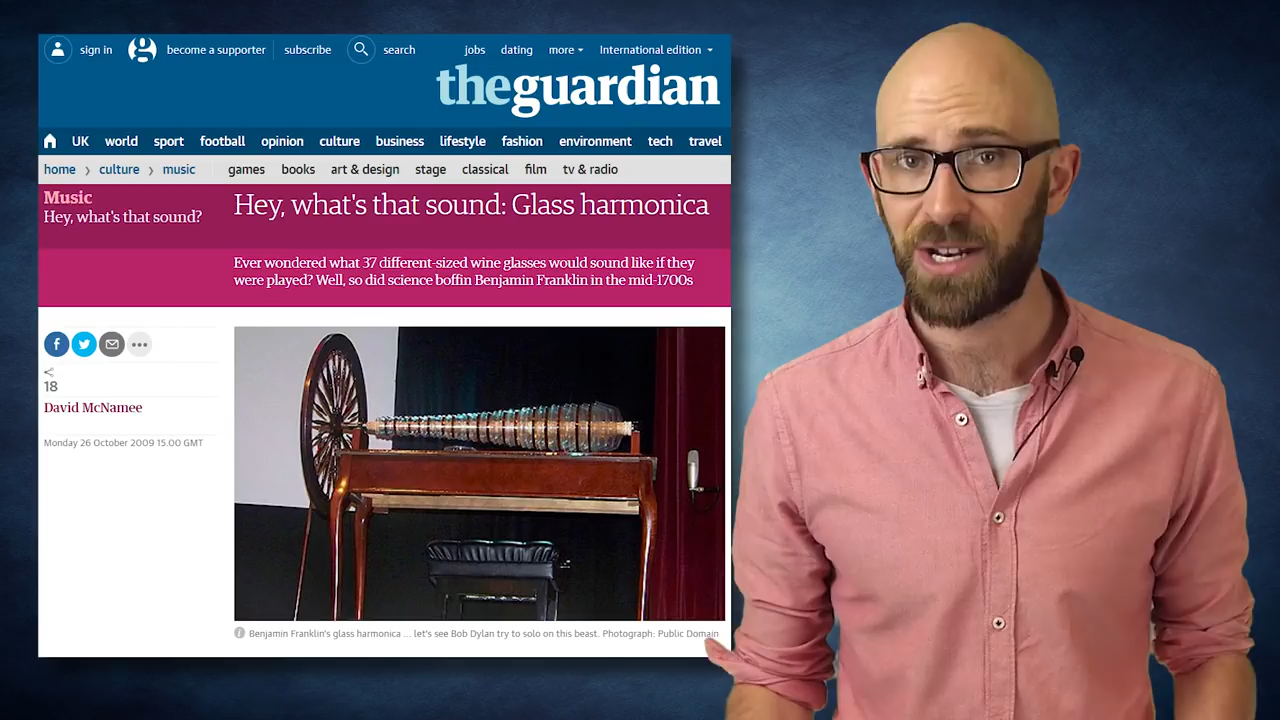 sign in
become a supporter
subscribe
search
jobs
dating
more
International edition
theguardian
UK
world
sport
football
opinion
culture
business
lifestyle
fashion
environment
tech
travel
home
culture
music
games
books
art & design
stage
classical
film
tv & radio
Music
Hey, what's that sound?
Hey, what's that sound: Glass harmonica
Ever wondered what 37 different-sized wine glasses would sound like if they
were played? Well, so did science boffin Benjamin Franklin in the mid-1700s
18
David McNamee
Monday 26 October 2009 15.00 GMT
Benjamin Franklin's glass harmonica ... let's see Bob Dylan try to solo on this beast. Photograph: Public Domain